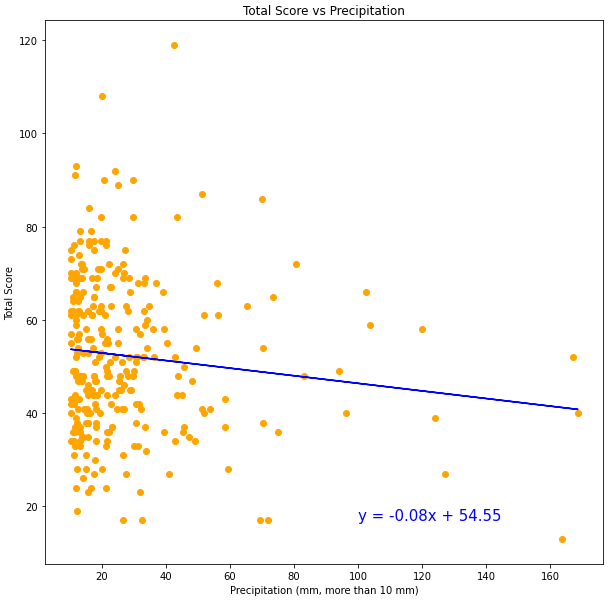 Total Score vs Precipitation
120
100
80
60
40
20
Total Score
20 40 60 80 100 120 140 160
Precipitation (mm, more than 10 mm)
y = -0.08x + 54.55